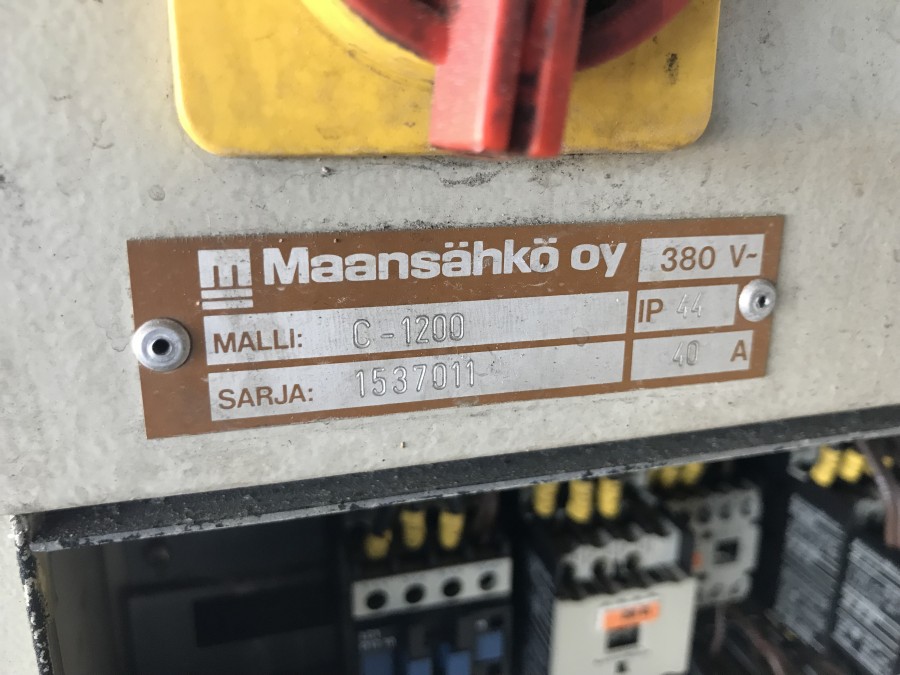 Maansähkö oy 380 V~
MALLI: C-1200 IP 44
SARJA: 1537011 40 A